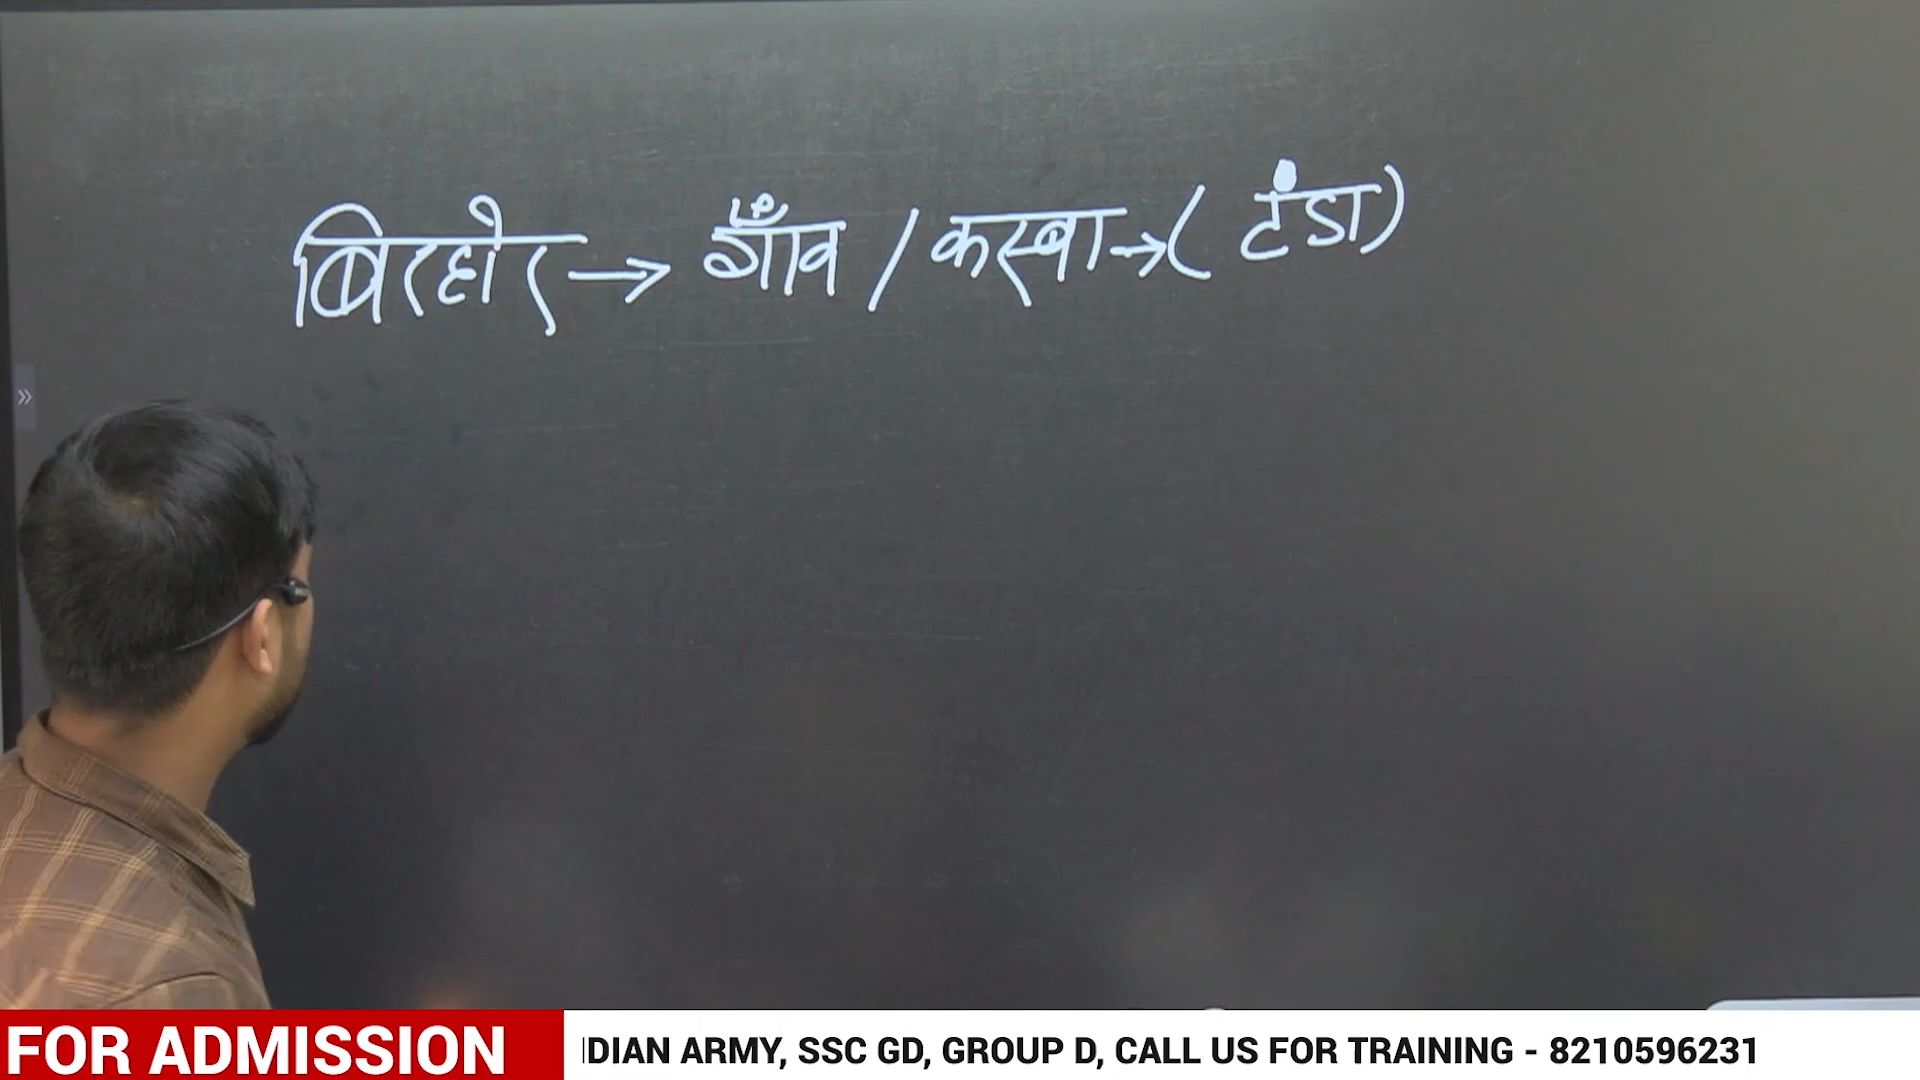 बिरहोर → गाँव / कस्बा → ( टंडा )
»
FOR ADMISSION
DIAN ARMY, SSC GD, GROUP D, CALL US FOR TRAINING - 8210596231